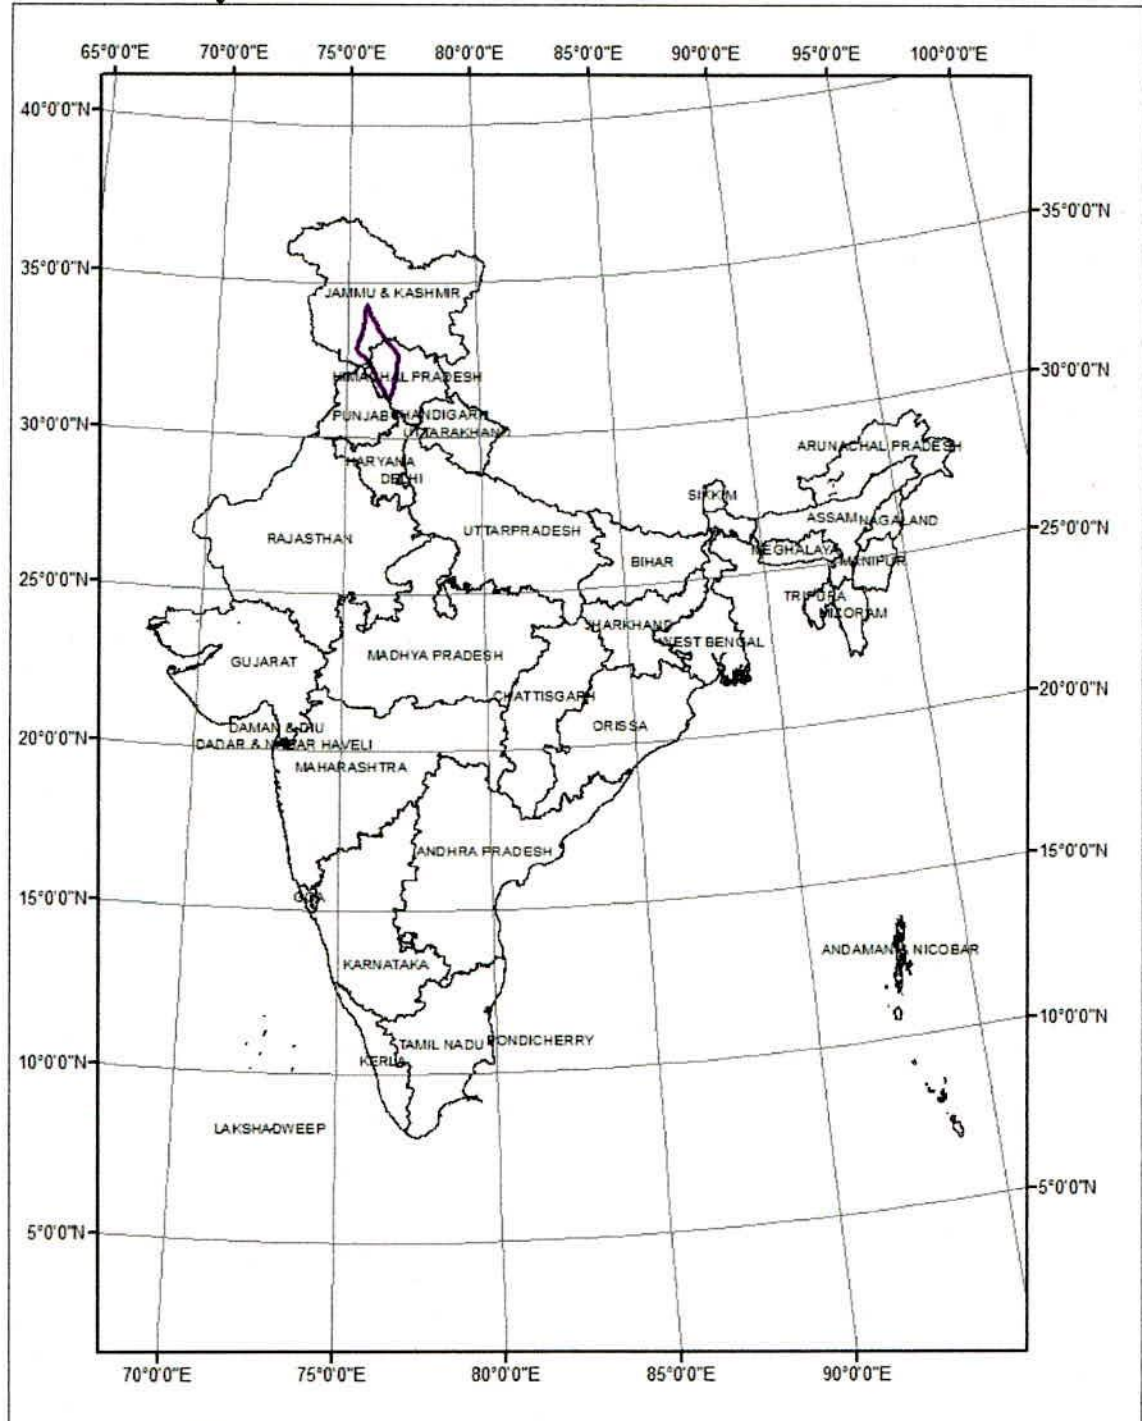 65°0'0"E 70°0'0"E 75°0'0"E 80°0'0"E 85°0'0"E 90°0'0"E 95°0'0"E 100°0'0"E
40°0'0"N
35°0'0"N
35°0'0"N
JAMMU & KASHMIR
30°0'0"N
HIMACHAL PRADESH
30°0'0"N
PUNJAB CHANDIGARH
UTTARAKHAND
ARUNACHAL PRADESH
HARYANA
DELHI
SIKKIM
ASSAM NAGALAND
25°0'0"N
RAJASTHAN
UTTARPRADESH
MEGHALAYA
BIHAR
MANIPUR
25°0'0"N
TRIPURA
MIZORAM
JHARKHAND
WEST BENGAL
GUJARAT
MADHYA PRADESH
20°0'0"N
CHATTISGARH
DAMAN & DIU
ORISSA
20°0'0"N
DADAR & NAGAR HAVELI
MAHARASHTRA
ANDHRA PRADESH
15°0'0"N
15°0'0"N
GOA
ANDAMAN & NICOBAR
KARNATAKA
10°0'0"N
TAMIL NADU PONDICHERRY
10°0'0"N
KERLA
LAKSHADWEEP
5°0'0"N
5°0'0"N
70°0'0"E 75°0'0"E 80°0'0"E 85°0'0"E 90°0'0"E